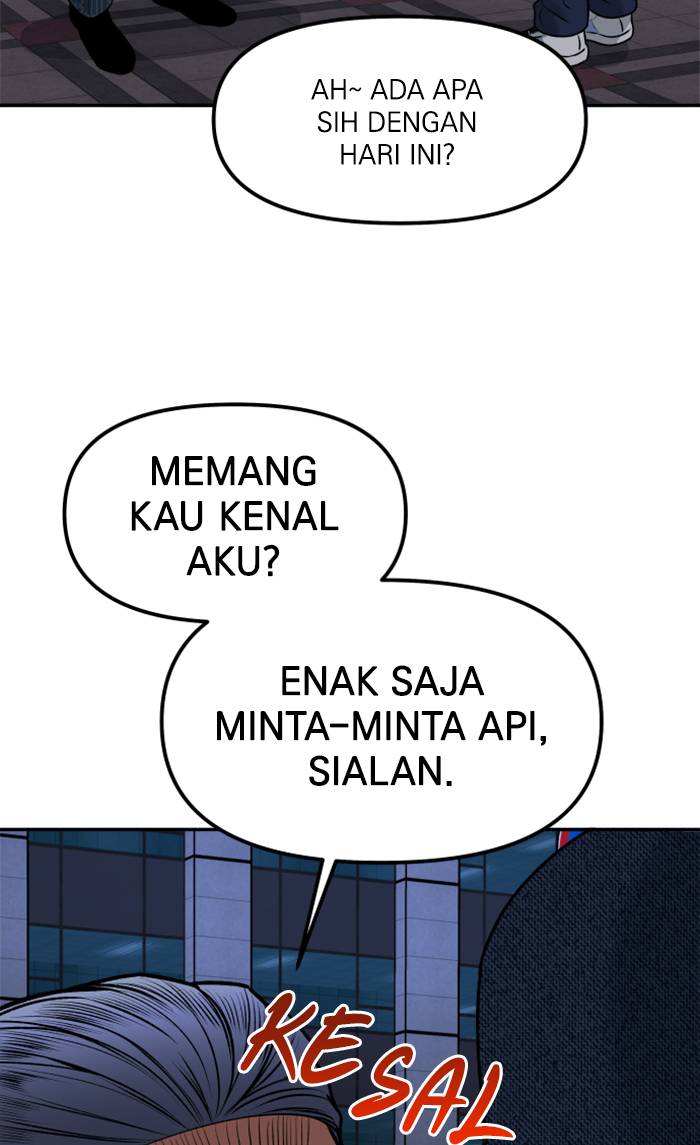 AH~ ADA APA
SIH DENGAN
HARI INI?
MEMANG
KAU KENAL
AKU?
ENAK SAJA
MINTA-MINTA API,
SIALAN.
KESAL